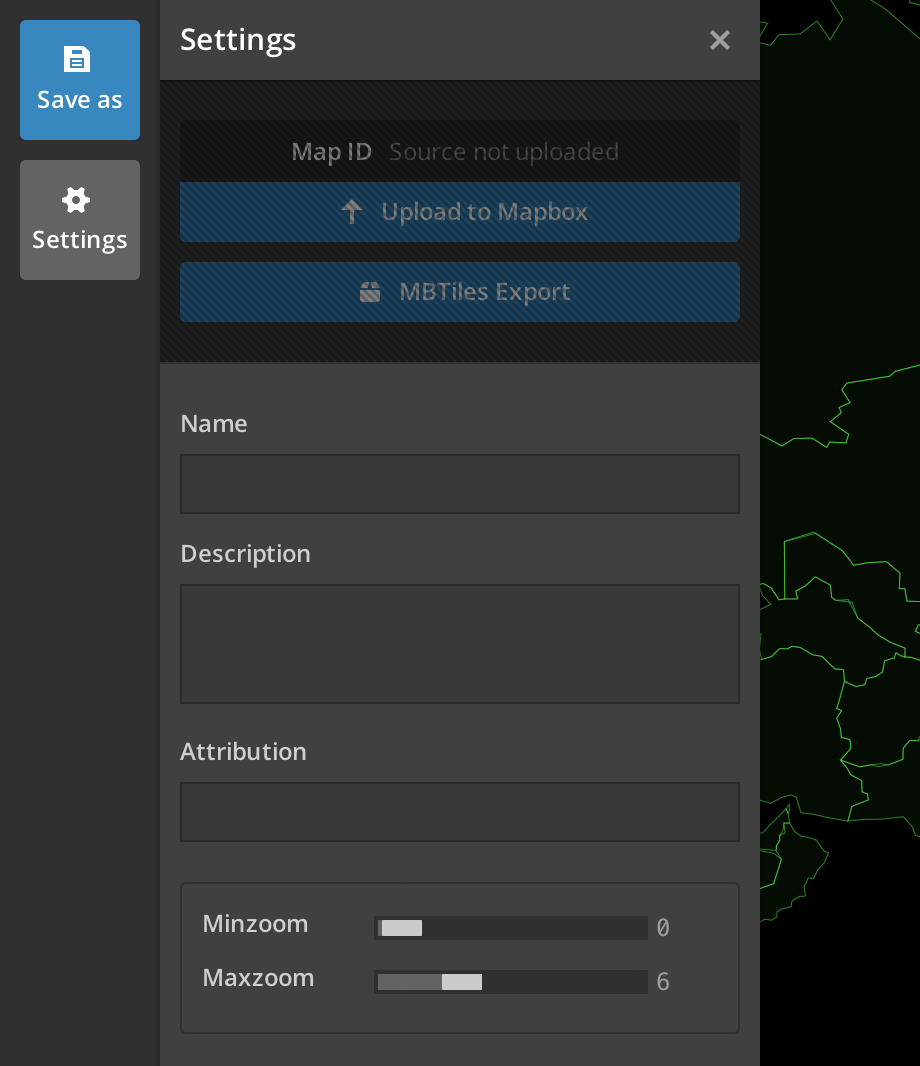 Save as
Settings
Settings
Map ID Source not uploaded
Upload to Mapbox
MBTiles Export
Name
Description
Attribution
Minzoom 0
Maxzoom 6